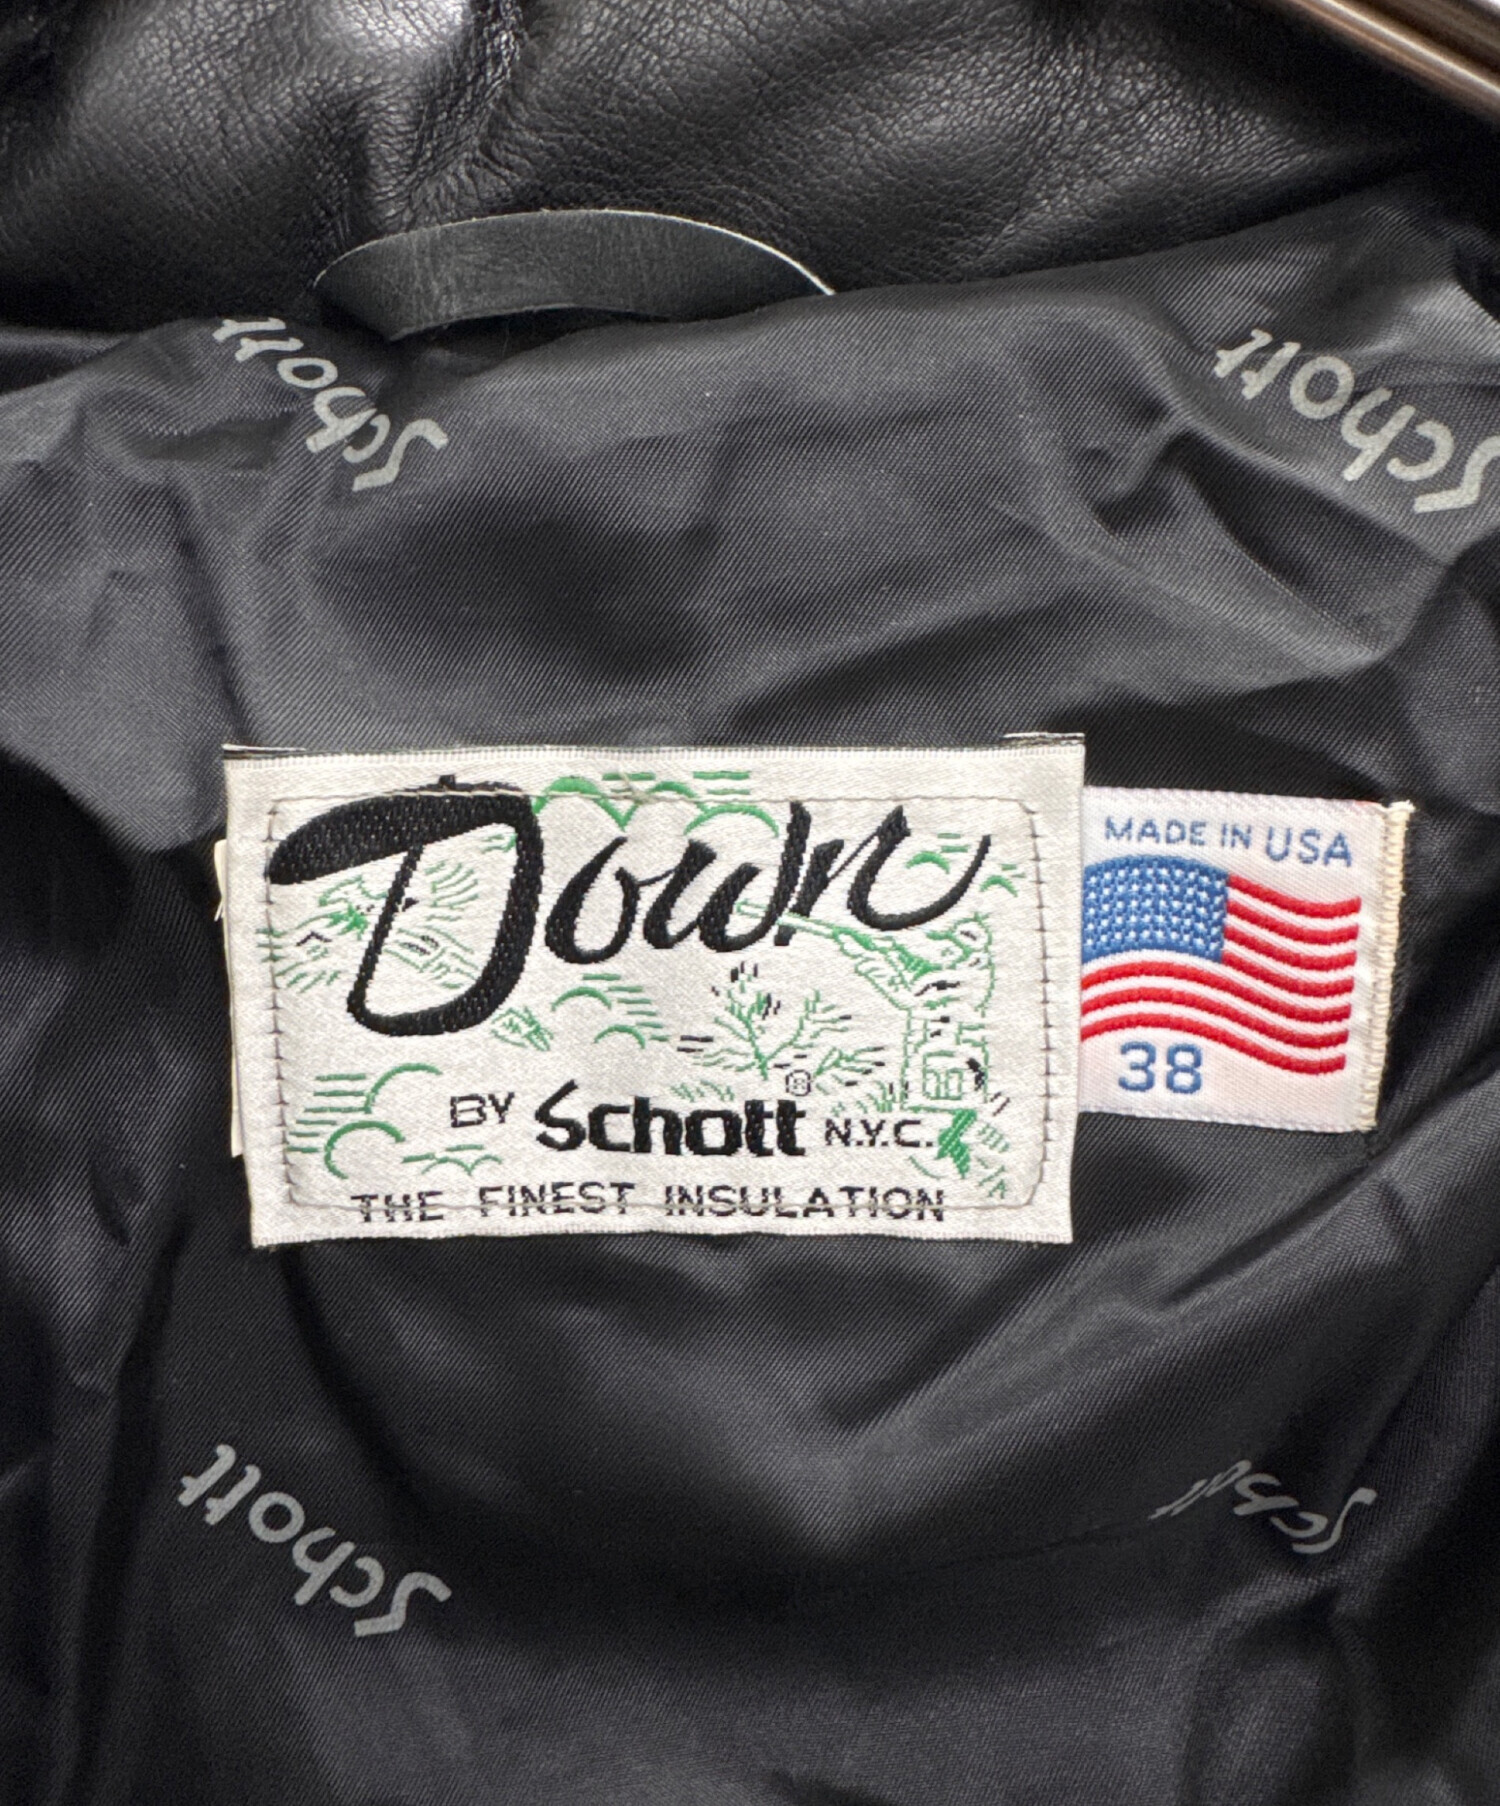 Schott
Schott
Down
BY Schott® N.Y.C.
THE FINEST INSULATION
MADE IN USA
38
Schott
Schott